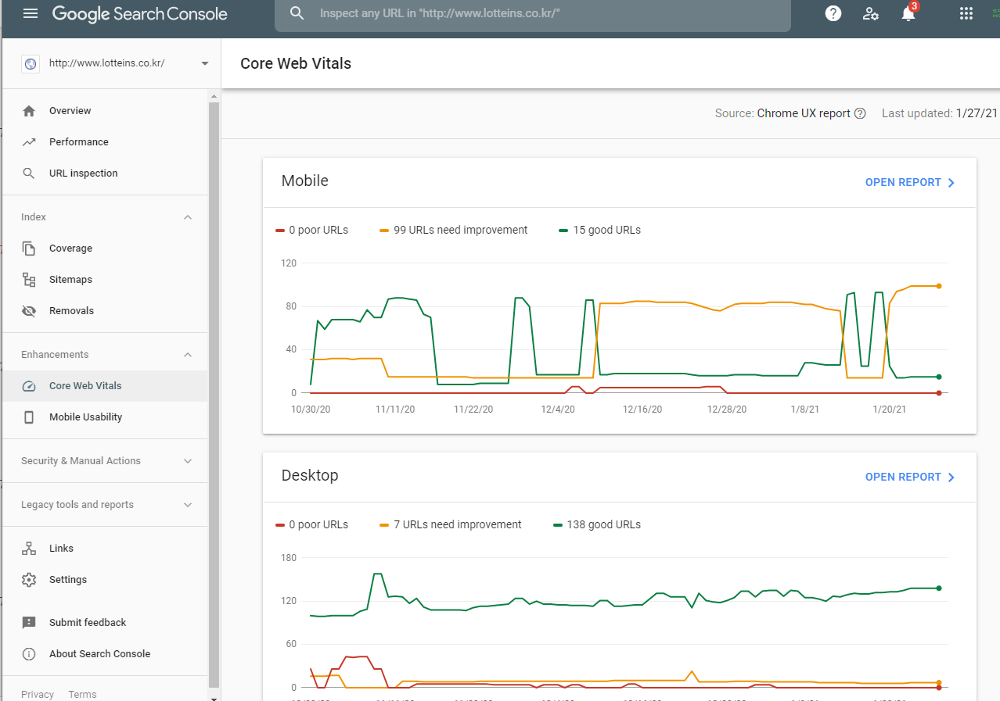 Google Search Console
Inspect any URL in "http://www.lotteins.co.kr/"
3
http://www.lotteins.co.kr/
Core Web Vitals
Overview
Performance
URL inspection
Index
Coverage
Sitemaps
Removals
Enhancements
Core Web Vitals
Mobile Usability
Security & Manual Actions
Legacy tools and reports
Links
Settings
Submit feedback
About Search Console
Privacy Terms
Source: Chrome UX report Last updated: 1/27/21
Mobile
OPEN REPORT
0 poor URLs 99 URLs need improvement 15 good URLs
120
80
40
0
10/30/20 11/11/20 11/22/20 12/4/20 12/16/20 12/28/20 1/8/21 1/20/21
Desktop
OPEN REPORT
0 poor URLs 7 URLs need improvement 138 good URLs
180
120
60
0